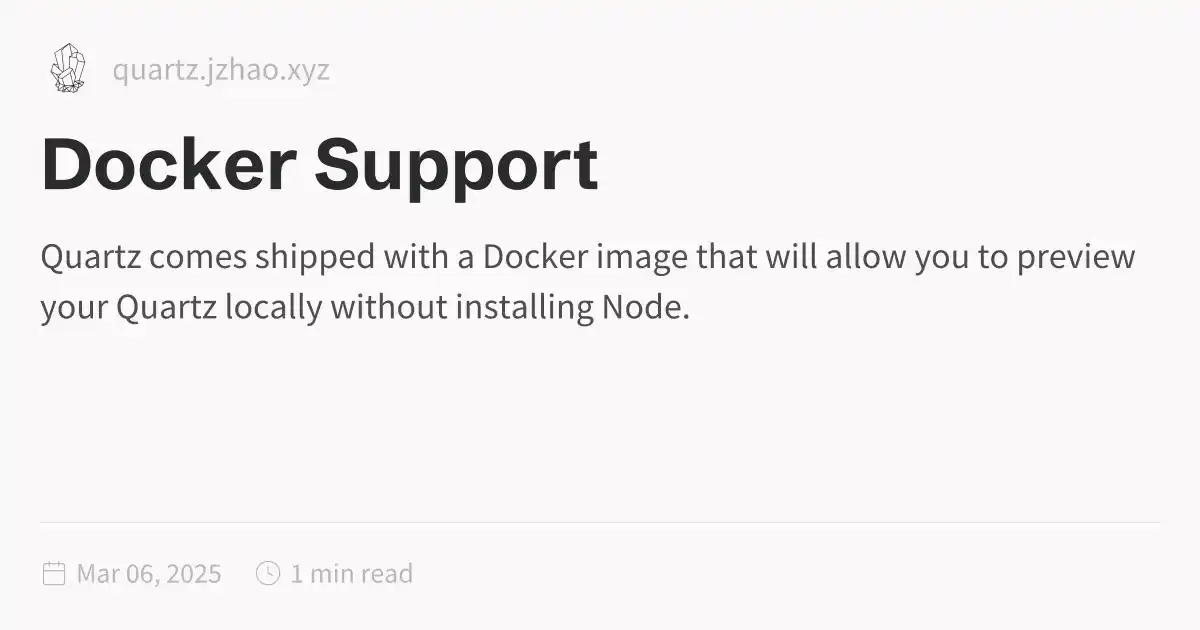 quartz.jzhao.xyz
Docker Support
Quartz comes shipped with a Docker image that will allow you to preview
your Quartz locally without installing Node.
Mar 06, 2025 1 min read